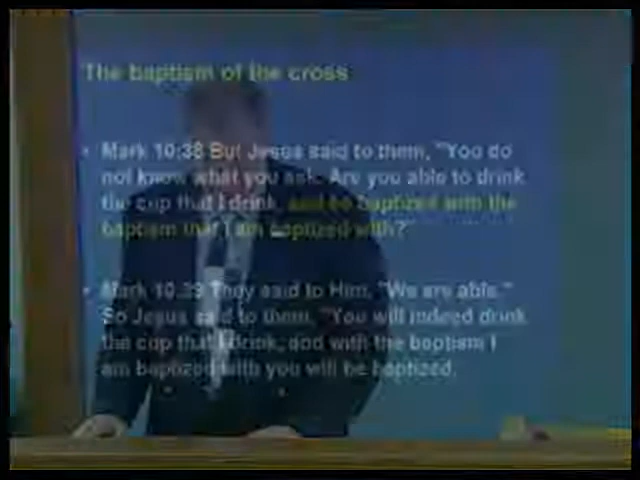 The baptism of the cross
• Mark 10:38 But Jesus said to them, "You do
not know what you ask. Are you able to drink
the cup that I drink, and be baptized with the
baptism that I am baptized with?"
• Mark 10:39 They said to Him, "We are able."
So Jesus said to them, "You will indeed drink
the cup that I drink, and with the baptism I
am baptized with you will be baptized.